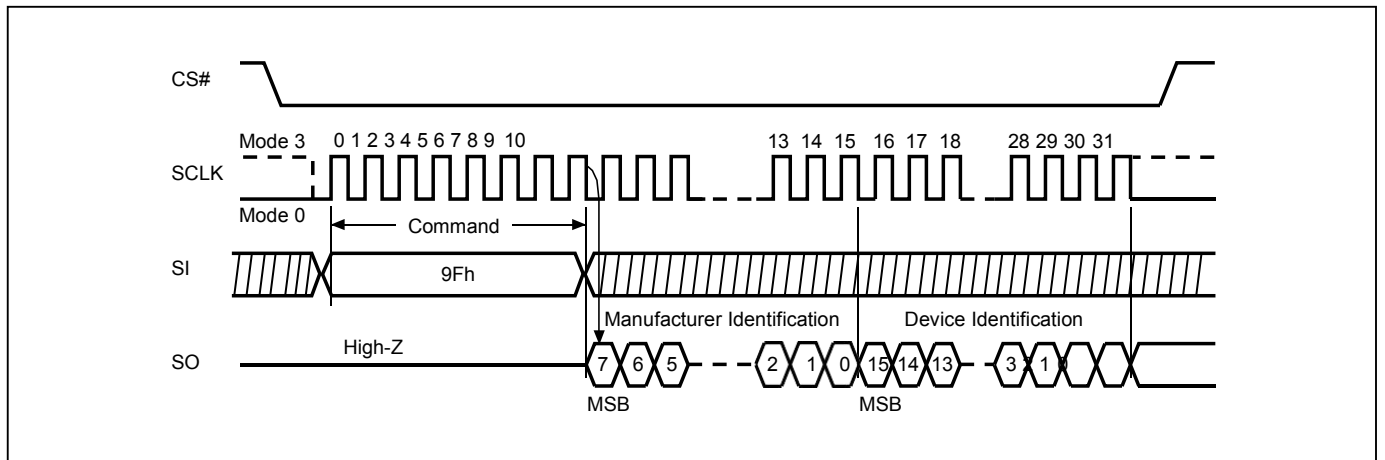 CS#
Mode 3
0 1 2 3 4 5 6 7 8 9 10
13 14 15 16 17 18
28 29 30 31
SCLK
Mode 0
Command
SI
9Fh
Manufacturer Identification
Device Identification
High-Z
SO
7 6 5
2 1 0
15 14 13
3 2 1 0
MSB
MSB